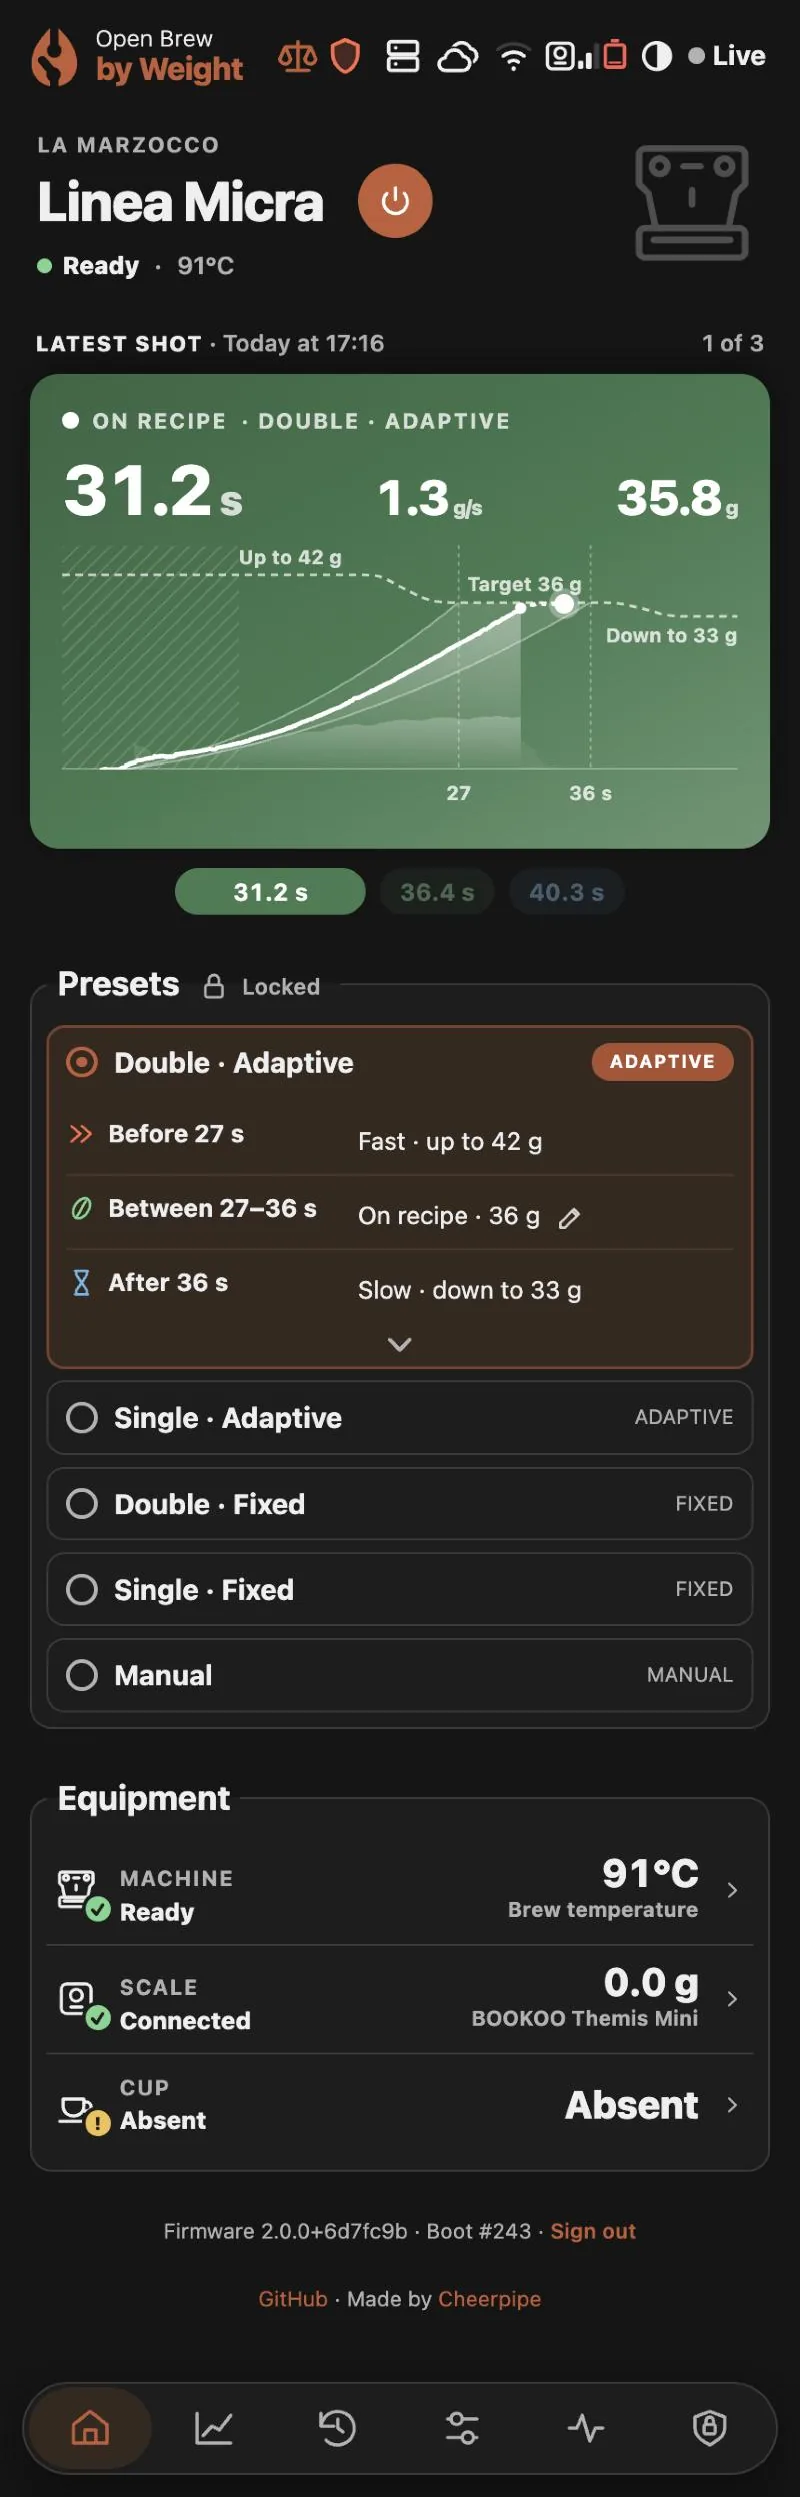 Open Brew
by Weight
Live
LA MARZOCCO
Linea Micra
Ready · 91°C
LATEST SHOT · Today at 17:16
1 of 3
ON RECIPE · DOUBLE · ADAPTIVE
31.2 s
1.3 g/s
35.8 g
Up to 42 g
Target 36 g
Down to 33 g
27
36 s
31.2 s
36.4 s
40.3 s
Presets
Locked
Double · Adaptive
ADAPTIVE
Before 27 s
Fast · up to 42 g
Between 27–36 s
On recipe · 36 g
After 36 s
Slow · down to 33 g
Single · Adaptive
ADAPTIVE
Double · Fixed
FIXED
Single · Fixed
FIXED
Manual
MANUAL
Equipment
MACHINE
Ready
91°C
Brew temperature
SCALE
Connected
0.0 g
BOOKOO Themis Mini
CUP
Absent
Absent
Firmware 2.0.0+6d7fc9b · Boot #243 · Sign out
GitHub · Made by Cheerpipe